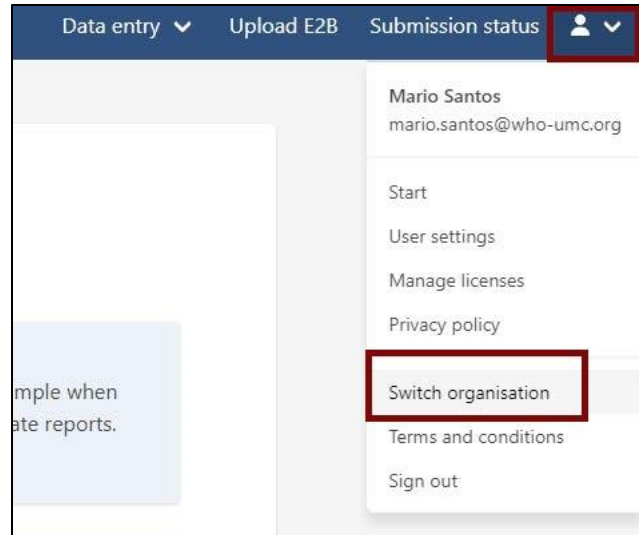 Data entry Upload E2B Submission status
Mario Santos
mario.santos@who-umc.org
Start
User settings
Manage licenses
Privacy policy
Switch organisation
Terms and conditions
Sign out
mple when
ate reports.